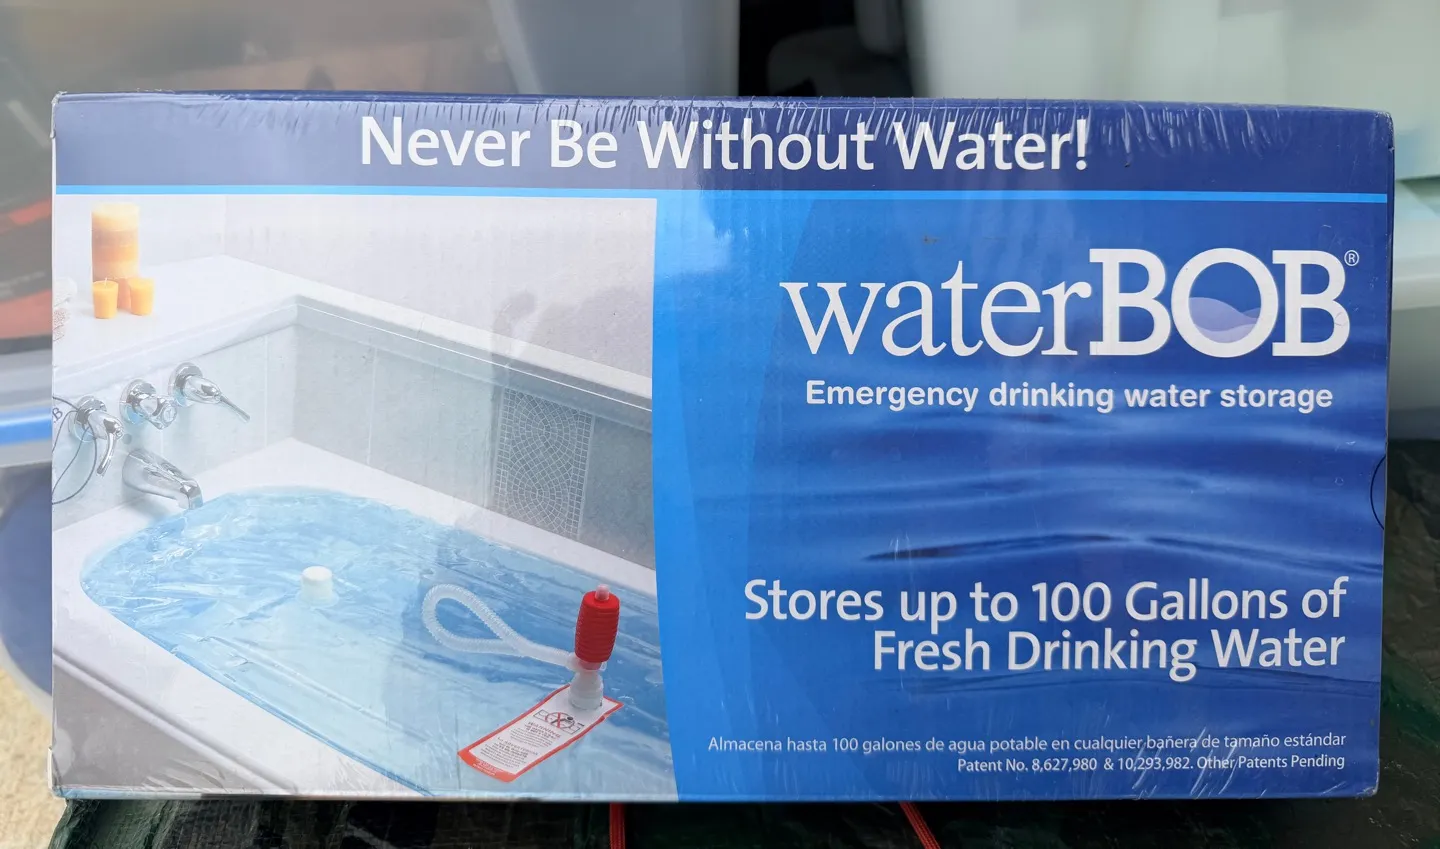 Never Be Without Water!
waterBOB®
Emergency drinking water storage
Stores up to 100 Gallons of
Fresh Drinking Water
Almacena hasta 100 galones de agua potable en cualquier bañera de tamaño estándar
Patent No. 8,627,980 & 10,293,982. Other Patents Pending